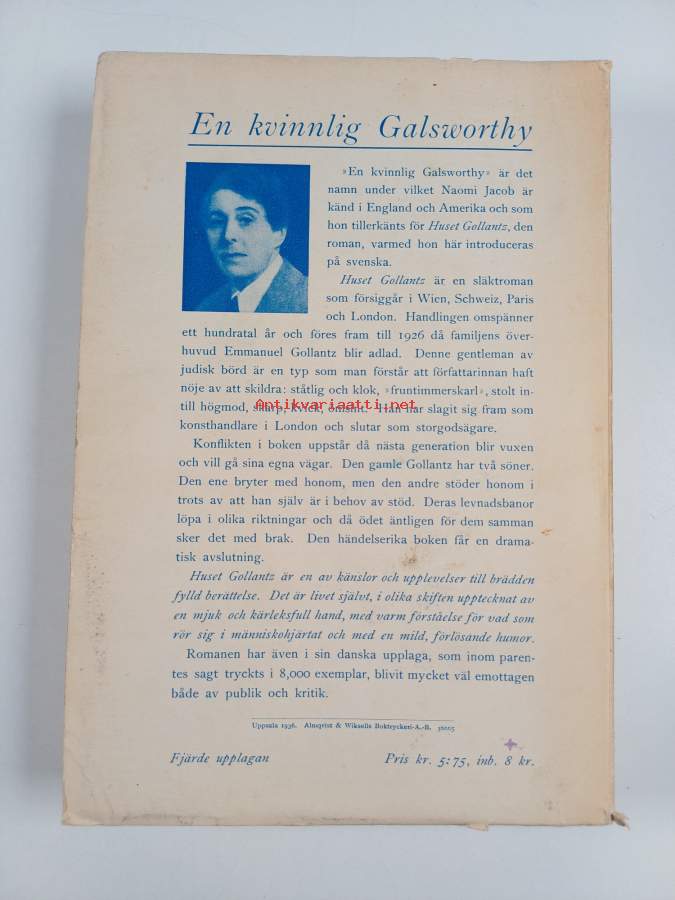 En kvinnlig Galsworthy
»En kvinnlig Galsworthy» är det
namn under vilket Naomi Jacob är
känd i England och Amerika och som
hon tillerkänts för Huset Gollantz, den
roman, varmed hon här introduceras
på svenska.
Huset Gollantz är en släktroman
som försiggår i Wien, Schweiz, Paris
och London. Handlingen omspänner
ett hundratal år och föres fram till 1926 då familjens över-
huvud Emmanuel Gollantz blir adlad. Denne gentleman av
judisk börd är en typ som man förstår att författarinnan haft
nöje av att skildra: ståtlig och klok, »fruntimmerskarl», stolt in-
till högmod, skarp, kvick, ömsint. Han har slagit sig fram som
Antikvariaatti.net
konsthandlare i London och slutar som storgodsägare.
Konflikten i boken uppstår då nästa generation blir vuxen
och vill gå sina egna vägar. Den gamle Gollantz har två söner.
Den ene bryter med honom, men den andre stöder honom i
trots av att han själv är i behov av stöd. Deras levnadsbanor
löpa i olika riktningar och då ödet äntligen för dem samman
sker det med brak. Den händelserika boken får en drama-
tisk avslutning.
Huset Gollantz är en av känslor och upplevelser till brädden
fylld berättelse. Det är livet självt, i olika skiften upptecknat av
en mjuk och kärleksfull hand, med varm förståelse för vad som
rör sig i människohjärtat och med en mild, förlösande humor.
Romanen har även i sin danska upplaga, som inom paren-
tes sagt tryckts i 8,000 exemplar, blivit mycket väl emottagen
både av publik och kritik.
Uppsala 1936. Almqvist & Wiksells Boktryckeri-A.-B. 36005
Fjärde upplagan Pris kr. 5:75, inb. 8 kr.